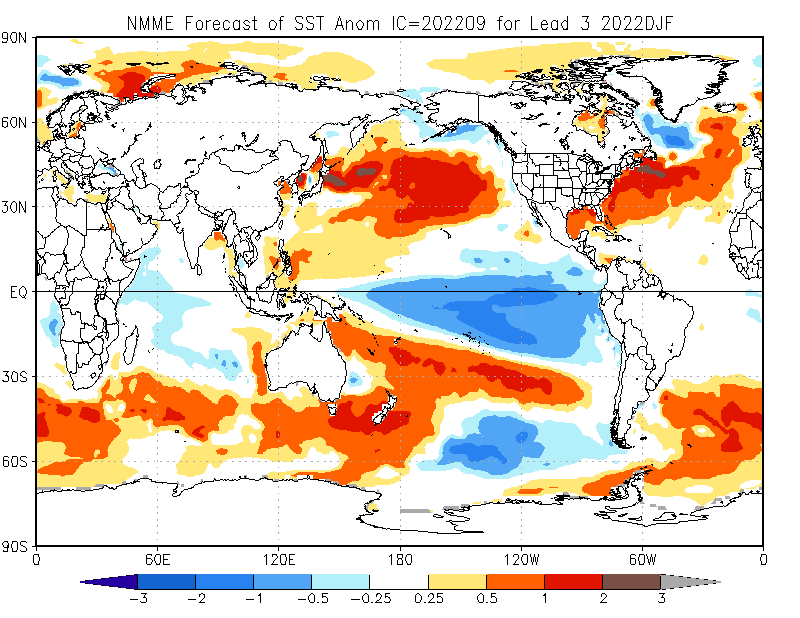 NMME Forecast of SST Anom IC=202209 for Lead 3 2022DJF
90N
60N
30N
EQ
30S
60S
90S
0 60E 120E 180 120W 60W 0
-3 -2 -1 -0.5 -0.25 0.25 0.5 1 2 3